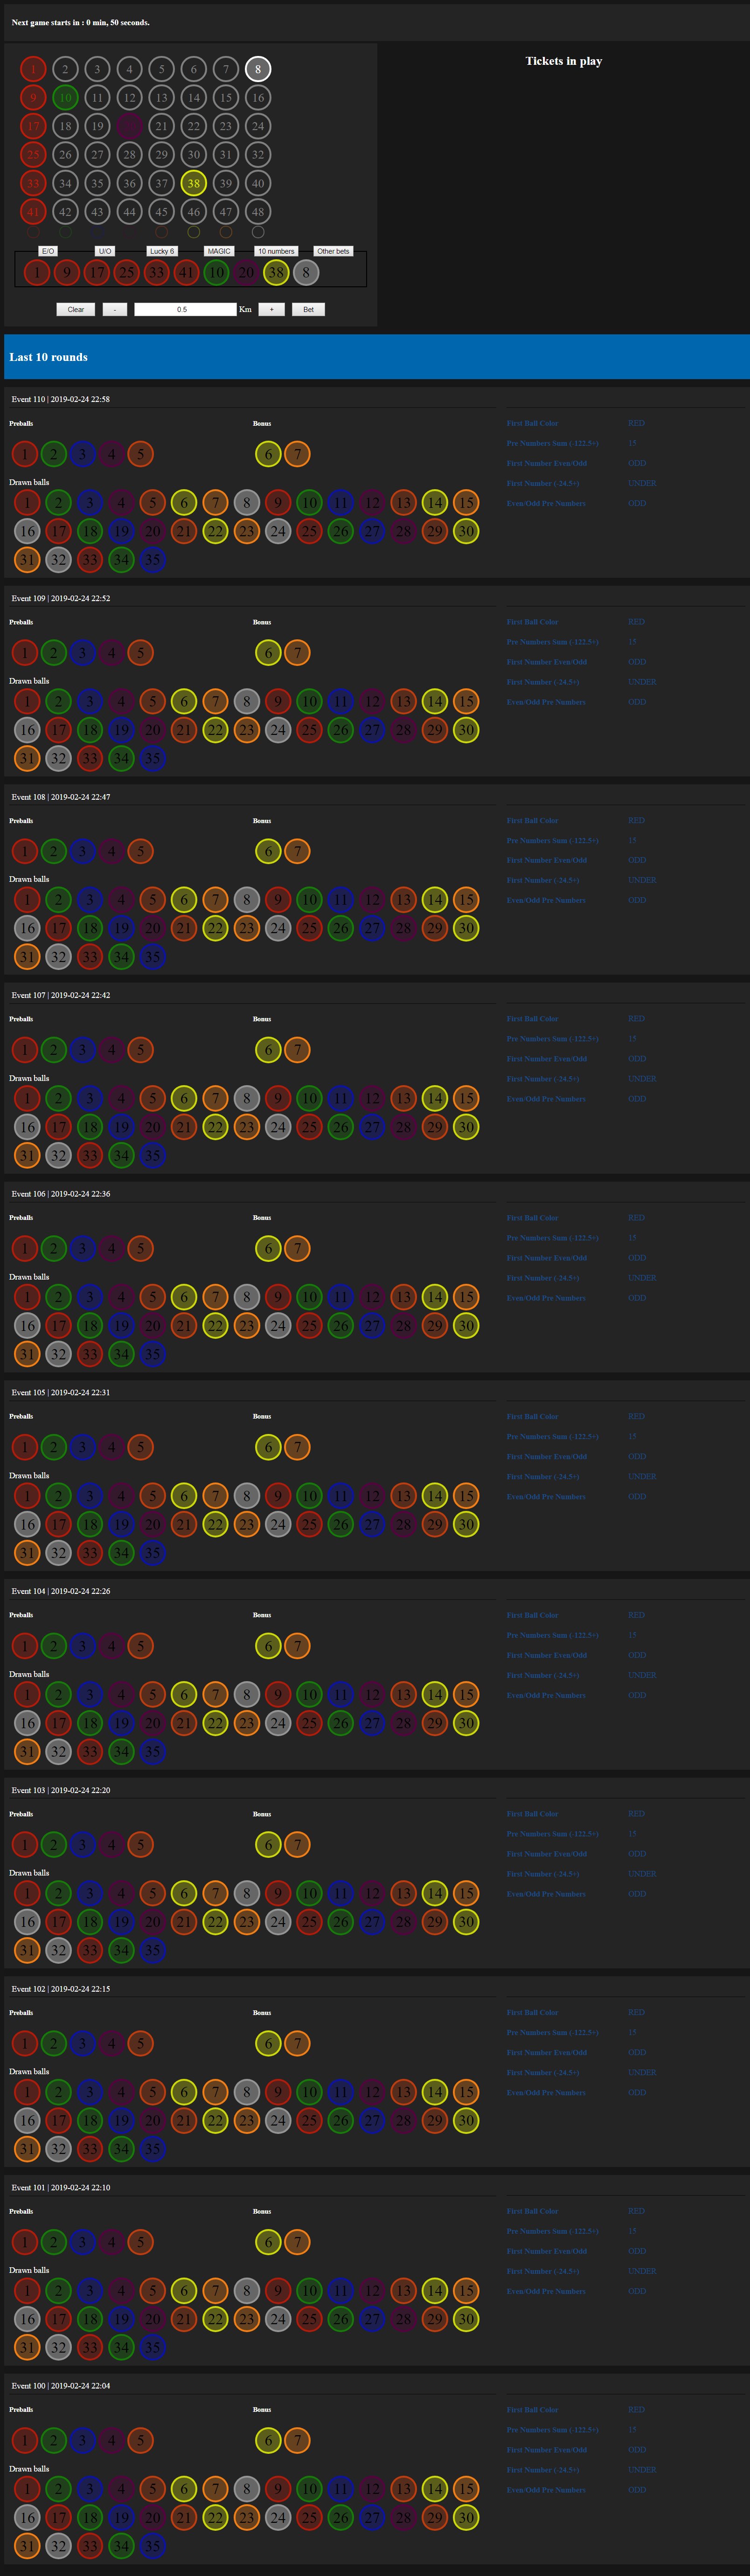 Next game starts in : 0 min, 50 seconds.
Tickets in play
1 2 3 4 5 6 7 8
9 10 11 12 13 14 15 16
17 18 19 21 22 23 24
25 26 27 28 29 30 31 32
33 34 35 36 37 38 39 40
41 42 43 44 45 46 47 48
E/O U/O Lucky 6 MAGIC 10 numbers Other bets
1 9 17 25 33 41 10 20 38 8
Clear - 0.5 Km + Bet
Last 10 rounds
Event 110 | 2019-02-24 22:58
Preballs Bonus
1 2 3 4 5 6 7
Drawn balls
1 2 3 4 5 6 7 8 9 10 11 12 13 14 15
16 17 18 19 20 21 22 23 24 25 26 27 28 29 30
31 32 33 34 35
First Ball Color RED
Pre Numbers Sum (-122.5+) 15
First Number Even/Odd ODD
First Number (-24.5+) UNDER
Even/Odd Pre Numbers ODD
Event 109 | 2019-02-24 22:52
Preballs Bonus
1 2 3 4 5 6 7
Drawn balls
1 2 3 4 5 6 7 8 9 10 11 12 13 14 15
16 17 18 19 20 21 22 23 24 25 26 27 28 29 30
31 32 33 34 35
First Ball Color RED
Pre Numbers Sum (-122.5+) 15
First Number Even/Odd ODD
First Number (-24.5+) UNDER
Even/Odd Pre Numbers ODD
Event 108 | 2019-02-24 22:47
Preballs Bonus
1 2 3 4 5 6 7
Drawn balls
1 2 3 4 5 6 7 8 9 10 11 12 13 14 15
16 17 18 19 20 21 22 23 24 25 26 27 28 29 30
31 32 33 34 35
First Ball Color RED
Pre Numbers Sum (-122.5+) 15
First Number Even/Odd ODD
First Number (-24.5+) UNDER
Even/Odd Pre Numbers ODD
Event 107 | 2019-02-24 22:42
Preballs Bonus
1 2 3 4 5 6 7
Drawn balls
1 2 3 4 5 6 7 8 9 10 11 12 13 14 15
16 17 18 19 20 21 22 23 24 25 26 27 28 29 30
31 32 33 34 35
First Ball Color RED
Pre Numbers Sum (-122.5+) 15
First Number Even/Odd ODD
First Number (-24.5+) UNDER
Even/Odd Pre Numbers ODD
Event 106 | 2019-02-24 22:36
Preballs Bonus
1 2 3 4 5 6 7
Drawn balls
1 2 3 4 5 6 7 8 9 10 11 12 13 14 15
16 17 18 19 20 21 22 23 24 25 26 27 28 29 30
31 32 33 34 35
First Ball Color RED
Pre Numbers Sum (-122.5+) 15
First Number Even/Odd ODD
First Number (-24.5+) UNDER
Even/Odd Pre Numbers ODD
Event 105 | 2019-02-24 22:31
Preballs Bonus
1 2 3 4 5 6 7
Drawn balls
1 2 3 4 5 6 7 8 9 10 11 12 13 14 15
16 17 18 19 20 21 22 23 24 25 26 27 28 29 30
31 32 33 34 35
First Ball Color RED
Pre Numbers Sum (-122.5+) 15
First Number Even/Odd ODD
First Number (-24.5+) UNDER
Even/Odd Pre Numbers ODD
Event 104 | 2019-02-24 22:26
Preballs Bonus
1 2 3 4 5 6 7
Drawn balls
1 2 3 4 5 6 7 8 9 10 11 12 13 14 15
16 17 18 19 20 21 22 23 24 25 26 27 28 29 30
31 32 33 34 35
First Ball Color RED
Pre Numbers Sum (-122.5+) 15
First Number Even/Odd ODD
First Number (-24.5+) UNDER
Even/Odd Pre Numbers ODD
Event 103 | 2019-02-24 22:20
Preballs Bonus
1 2 3 4 5 6 7
Drawn balls
1 2 3 4 5 6 7 8 9 10 11 12 13 14 15
16 17 18 19 20 21 22 23 24 25 26 27 28 29 30
31 32 33 34 35
First Ball Color RED
Pre Numbers Sum (-122.5+) 15
First Number Even/Odd ODD
First Number (-24.5+) UNDER
Even/Odd Pre Numbers ODD
Event 102 | 2019-02-24 22:15
Preballs Bonus
1 2 3 4 5 6 7
Drawn balls
1 2 3 4 5 6 7 8 9 10 11 12 13 14 15
16 17 18 19 20 21 22 23 24 25 26 27 28 29 30
31 32 33 34 35
First Ball Color RED
Pre Numbers Sum (-122.5+) 15
First Number Even/Odd ODD
First Number (-24.5+) UNDER
Even/Odd Pre Numbers ODD
Event 101 | 2019-02-24 22:10
Preballs Bonus
1 2 3 4 5 6 7
Drawn balls
1 2 3 4 5 6 7 8 9 10 11 12 13 14 15
16 17 18 19 20 21 22 23 24 25 26 27 28 29 30
31 32 33 34 35
First Ball Color RED
Pre Numbers Sum (-122.5+) 15
First Number Even/Odd ODD
First Number (-24.5+) UNDER
Even/Odd Pre Numbers ODD
Event 100 | 2019-02-24 22:04
Preballs Bonus
1 2 3 4 5 6 7
Drawn balls
1 2 3 4 5 6 7 8 9 10 11 12 13 14 15
16 17 18 19 20 21 22 23 24 25 26 27 28 29 30
31 32 33 34 35
First Ball Color RED
Pre Numbers Sum (-122.5+) 15
First Number Even/Odd ODD
First Number (-24.5+) UNDER
Even/Odd Pre Numbers ODD